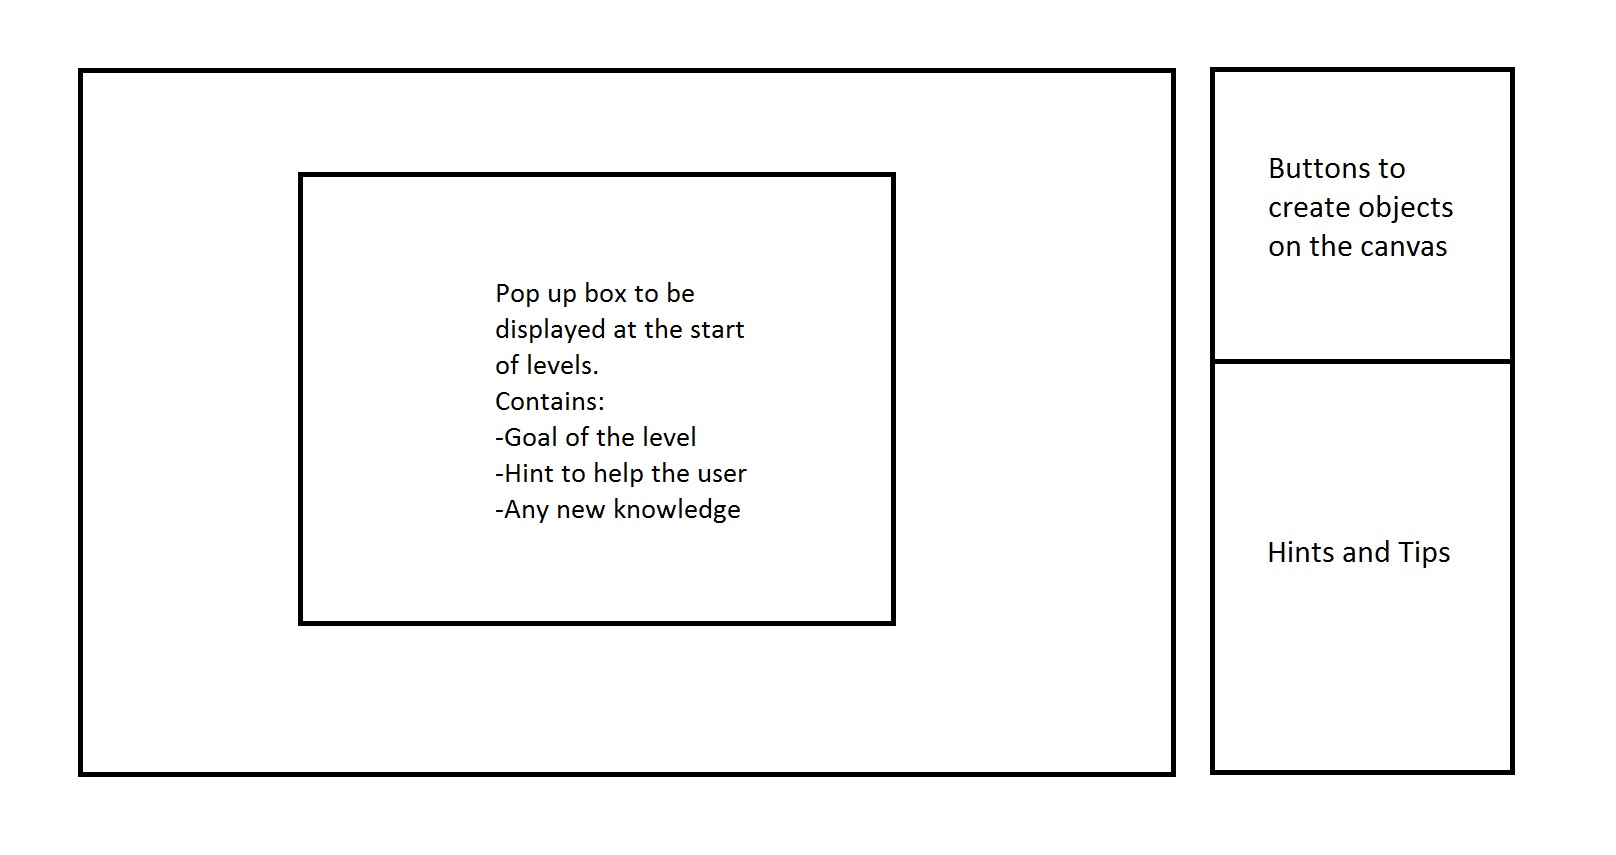 Pop up box to be
displayed at the start
of levels.
Contains:
-Goal of the level
-Hint to help the user
-Any new knowledge
Buttons to
create objects
on the canvas
Hints and Tips